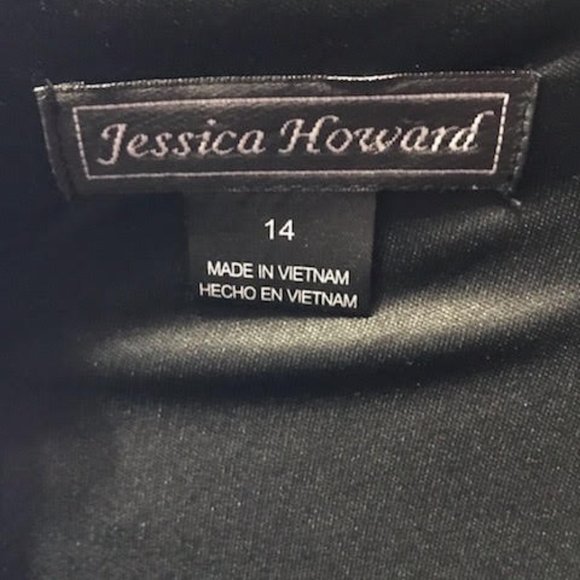 Jessica Howard
14
MADE IN VIETNAM
HECHO EN VIETNAM